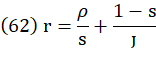 (62) r = ρ/s + (1 − s)/J